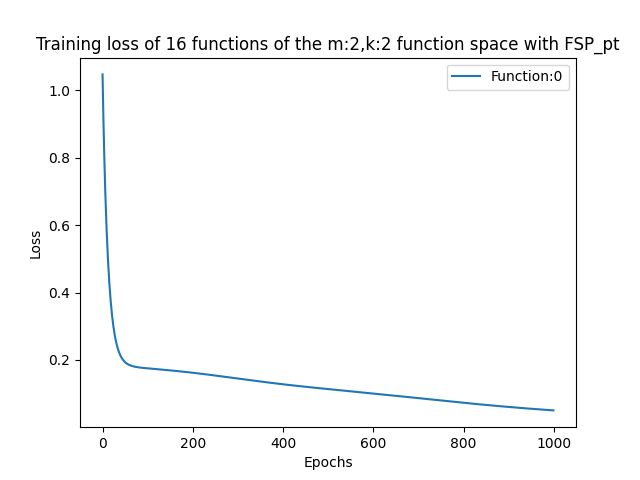 Training loss of 16 functions of the m:2,k:2 function space with FSP_pt
Function:0
1.0
0.8
0.6
0.4
0.2
Loss
0 200 400 600 800 1000
Epochs